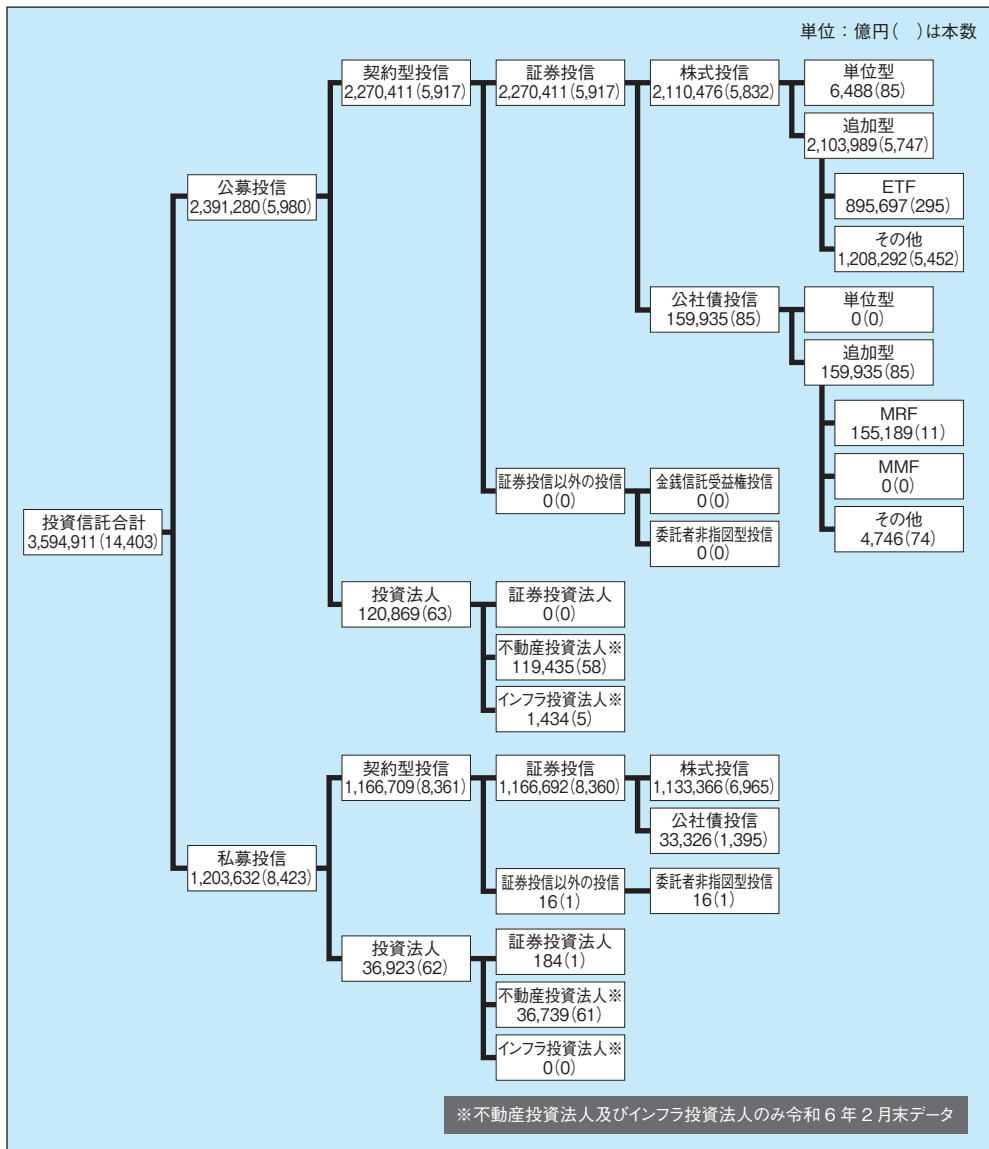 単位：億円(　)は本数
契約型投信
2,270,411(5,917)
証券投信
2,270,411(5,917)
株式投信
2,110,476(5,832)
単位型
6,488(85)
追加型
2,103,989(5,747)
公募投信
2,391,280(5,980)
ETF
895,697(295)
その他
1,208,292(5,452)
公社債投信
159,935(85)
単位型
0(0)
追加型
159,935(85)
MRF
155,189(11)
MMF
0(0)
その他
4,746(74)
証券投信以外の投信
0(0)
金銭信託受益権投信
0(0)
委託者非指図型投信
0(0)
投資信託合計
3,594,911(14,403)
投資法人
120,869(63)
証券投資法人
0(0)
不動産投資法人※
119,435(58)
インフラ投資法人※
1,434(5)
契約型投信
1,166,709(8,361)
証券投信
1,166,692(8,360)
株式投信
1,133,366(6,965)
公社債投信
33,326(1,395)
私募投信
1,203,632(8,423)
証券投信以外の投信
16(1)
委託者非指図型投信
16(1)
投資法人
36,923(62)
証券投資法人
184(1)
不動産投資法人※
36,739(61)
インフラ投資法人※
0(0)
※不動産投資法人及びインフラ投資法人のみ令和6年2月末データ